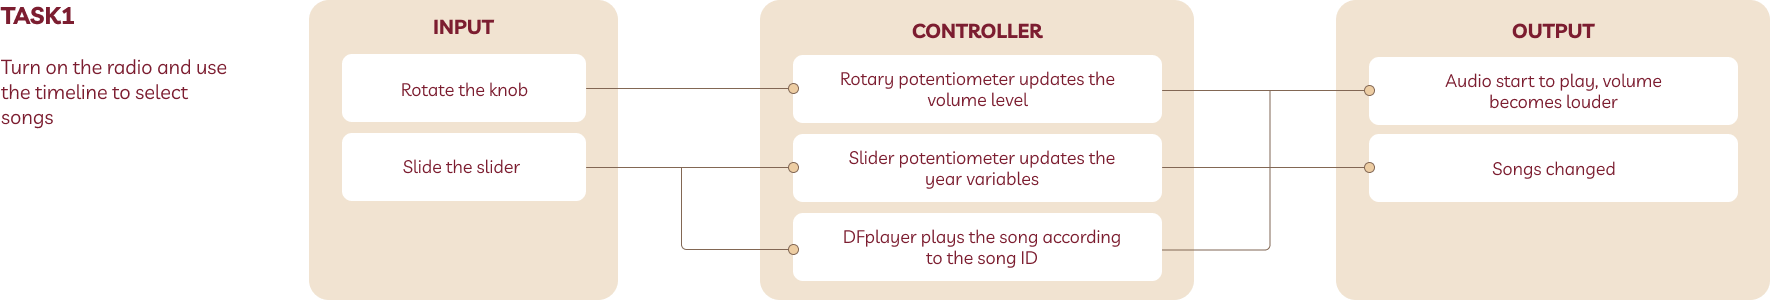 TASK1
Turn on the radio and use
the timeline to select
songs
INPUT
Rotate the knob
Slide the slider
CONTROLLER
Rotary potentiometer updates the
volume level
Slider potentiometer updates the
year variables
DFplayer plays the song according
to the song ID
OUTPUT
Audio start to play, volume
becomes louder
Songs changed